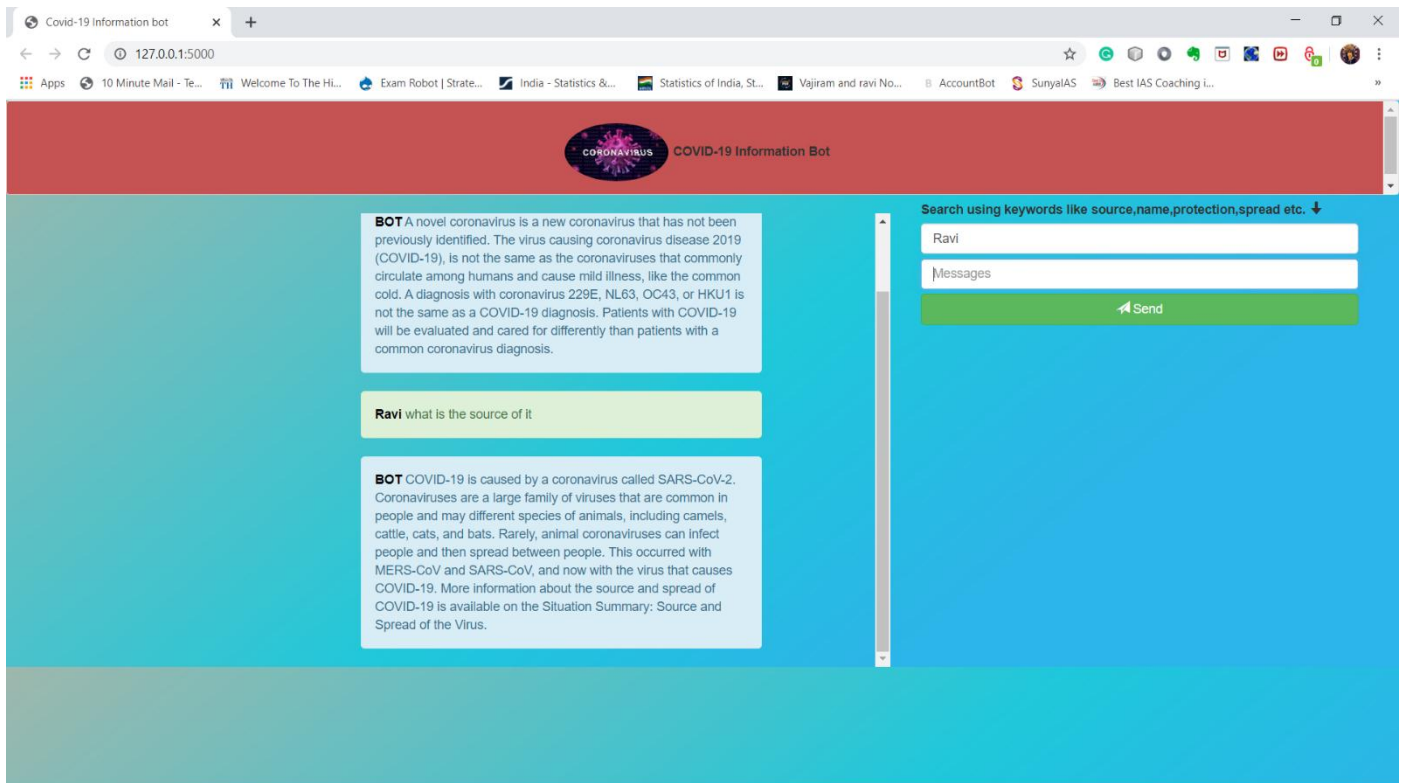 Covid-19 Information bot
127.0.0.1:5000
Apps 10 Minute Mail - Te... Welcome To The Hi... Exam Robot | Strate... India - Statistics &... Statistics of India, St... Vajiram and ravi No... AccountBot SunyaIAS Best IAS Coaching i... »
CORONAVIRUS COVID-19 Information Bot
BOT A novel coronavirus is a new coronavirus that has not been
previously identified. The virus causing coronavirus disease 2019
(COVID-19), is not the same as the coronaviruses that commonly
circulate among humans and cause mild illness, like the common
cold. A diagnosis with coronavirus 229E, NL63, OC43, or HKU1 is
not the same as a COVID-19 diagnosis. Patients with COVID-19
will be evaluated and cared for differently than patients with a
common coronavirus diagnosis.
Ravi what is the source of it
BOT COVID-19 is caused by a coronavirus called SARS-CoV-2.
Coronaviruses are a large family of viruses that are common in
people and may different species of animals, including camels,
cattle, cats, and bats. Rarely, animal coronaviruses can infect
people and then spread between people. This occurred with
MERS-CoV and SARS-CoV, and now with the virus that causes
COVID-19. More information about the source and spread of
COVID-19 is available on the Situation Summary: Source and
Spread of the Virus.
Search using keywords like source,name,protection,spread etc.
Ravi
Messages
Send